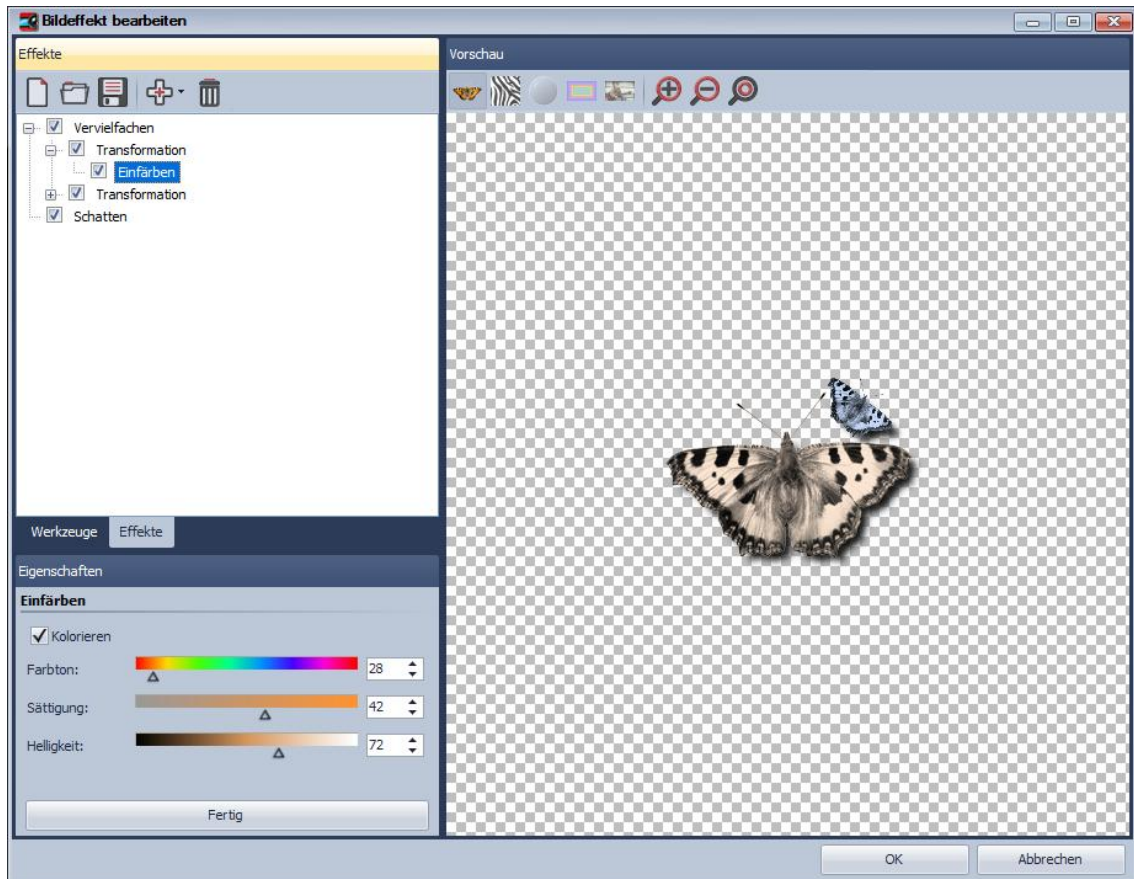 Bildeffekt bearbeiten
Effekte
Vervielfachen
Transformation
Einfärben
Transformation
Schatten
Werkzeuge Effekte
Eigenschaften
Einfärben
Kolorieren
Farbton: 28
Sättigung: 42
Helligkeit: 72
Fertig
Vorschau
OK Abbrechen